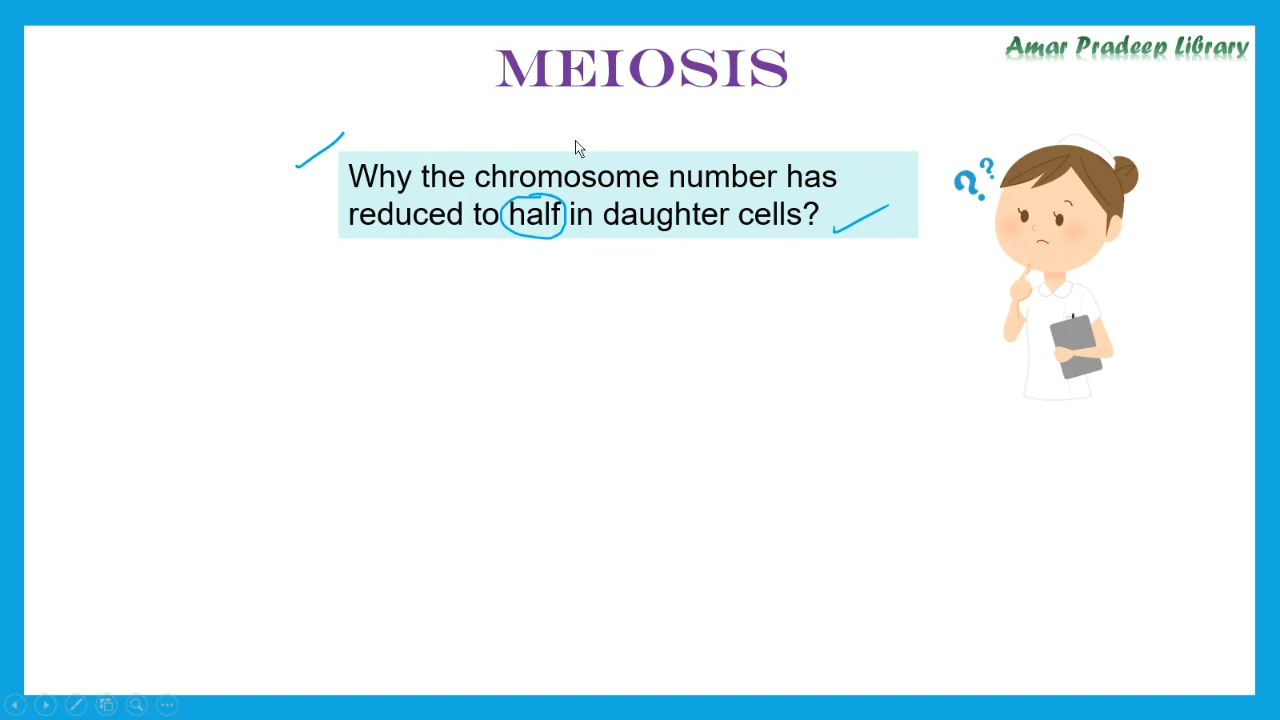 Amar Pradeep Library
MEIOSIS
Why the chromosome number has
reduced to half in daughter cells?
??